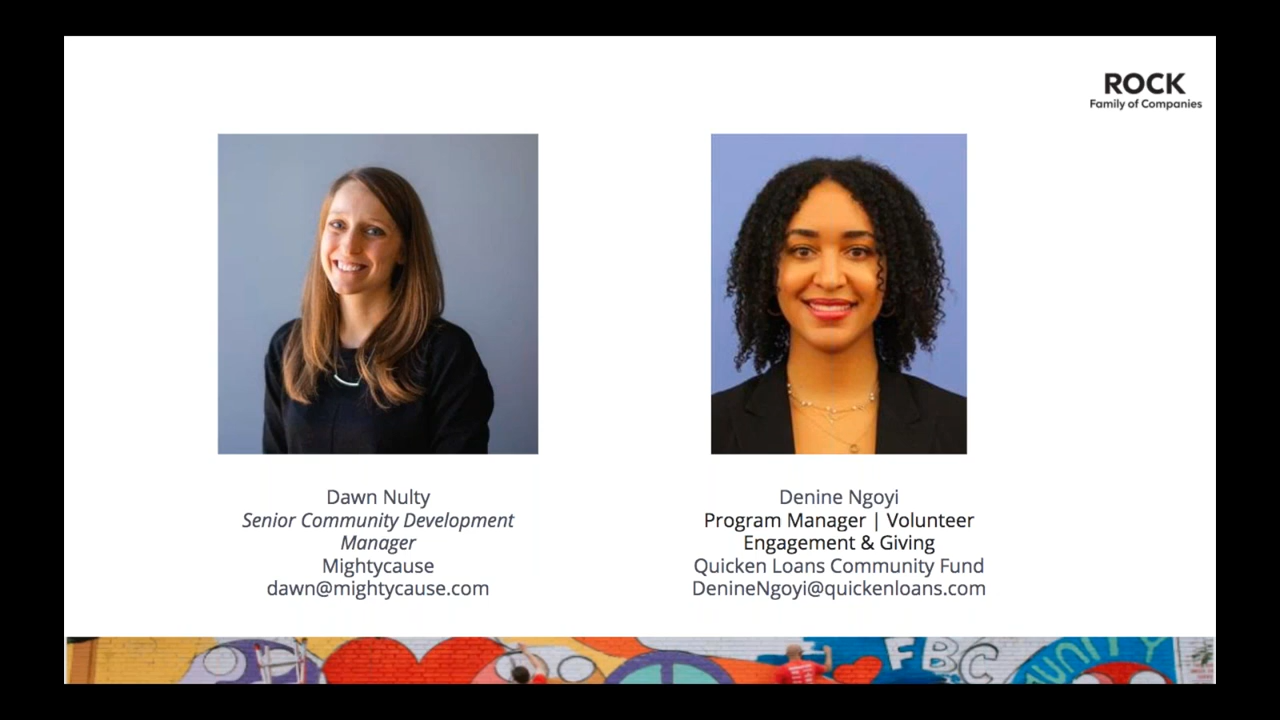 ROCK
Family of Companies
Dawn Nulty
Senior Community Development
Manager
Mightycause
dawn@mightycause.com
Denine Ngoyi
Program Manager | Volunteer
Engagement & Giving
Quicken Loans Community Fund
DenineNgoyi@quickenloans.com
FBC